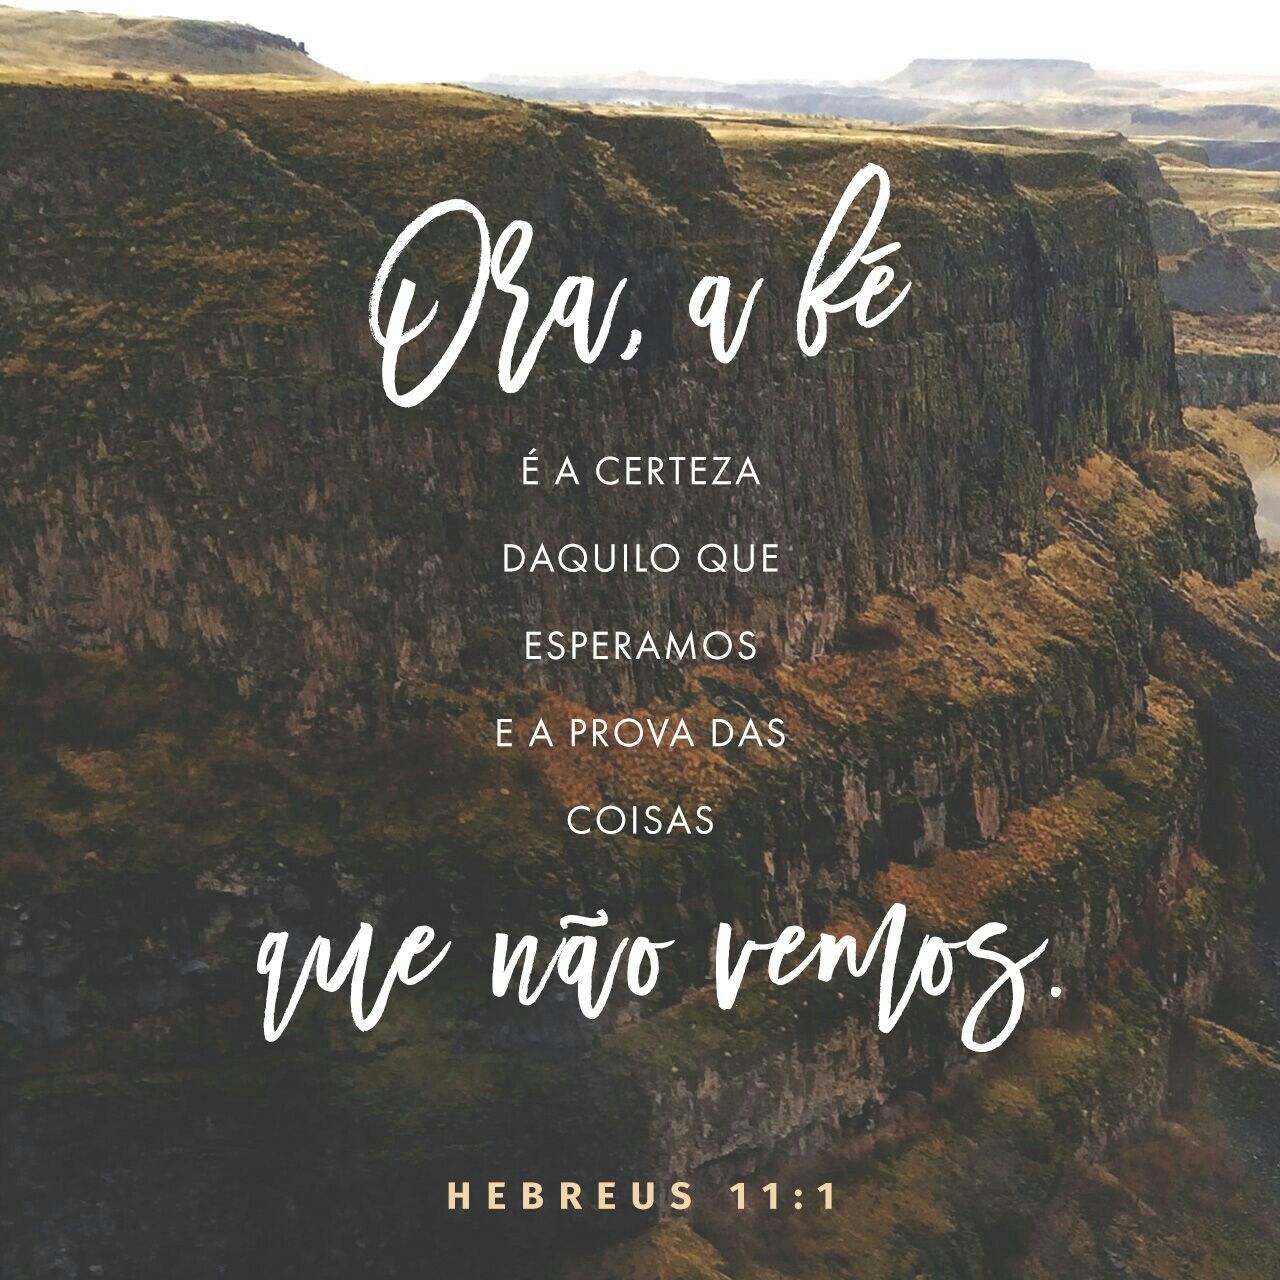 Ora, a fé
É A CERTEZA
DAQUILO QUE
ESPERAMOS
E A PROVA DAS
COISAS
que não vemos.
HEBREUS 11:1